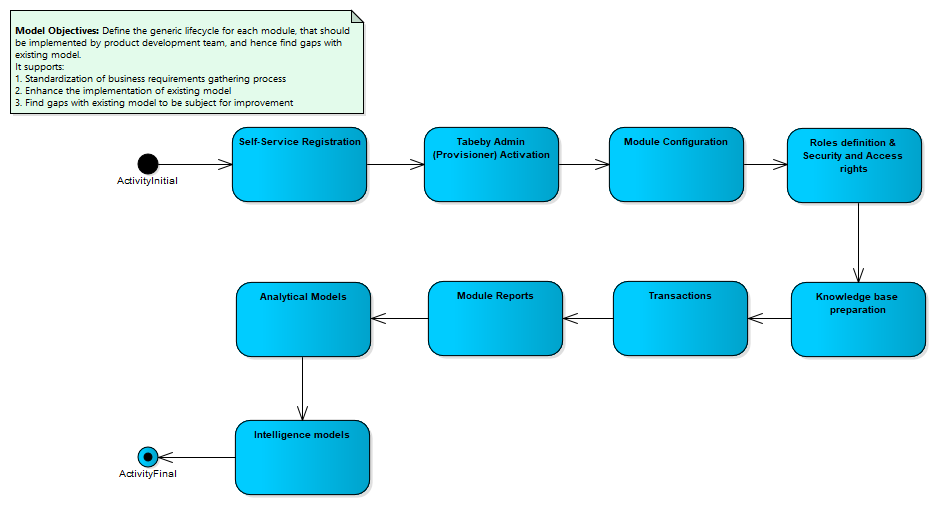 Model Objectives: Define the generic lifecycle for each module, that should
be implemented by product development team, and hence find gaps with
existing model.
It supports:
1. Standardization of business requirements gathering process
2. Enhance the implementation of existing model
3. Find gaps with existing model to be subject for improvement
ActivityInitial
Self-Service Registration
Tabeby Admin
(Provisioner) Activation
Module Configuration
Roles definition &
Security and Access
rights
Knowledge base
preparation
Transactions
Module Reports
Analytical Models
Intelligence models
ActivityFinal